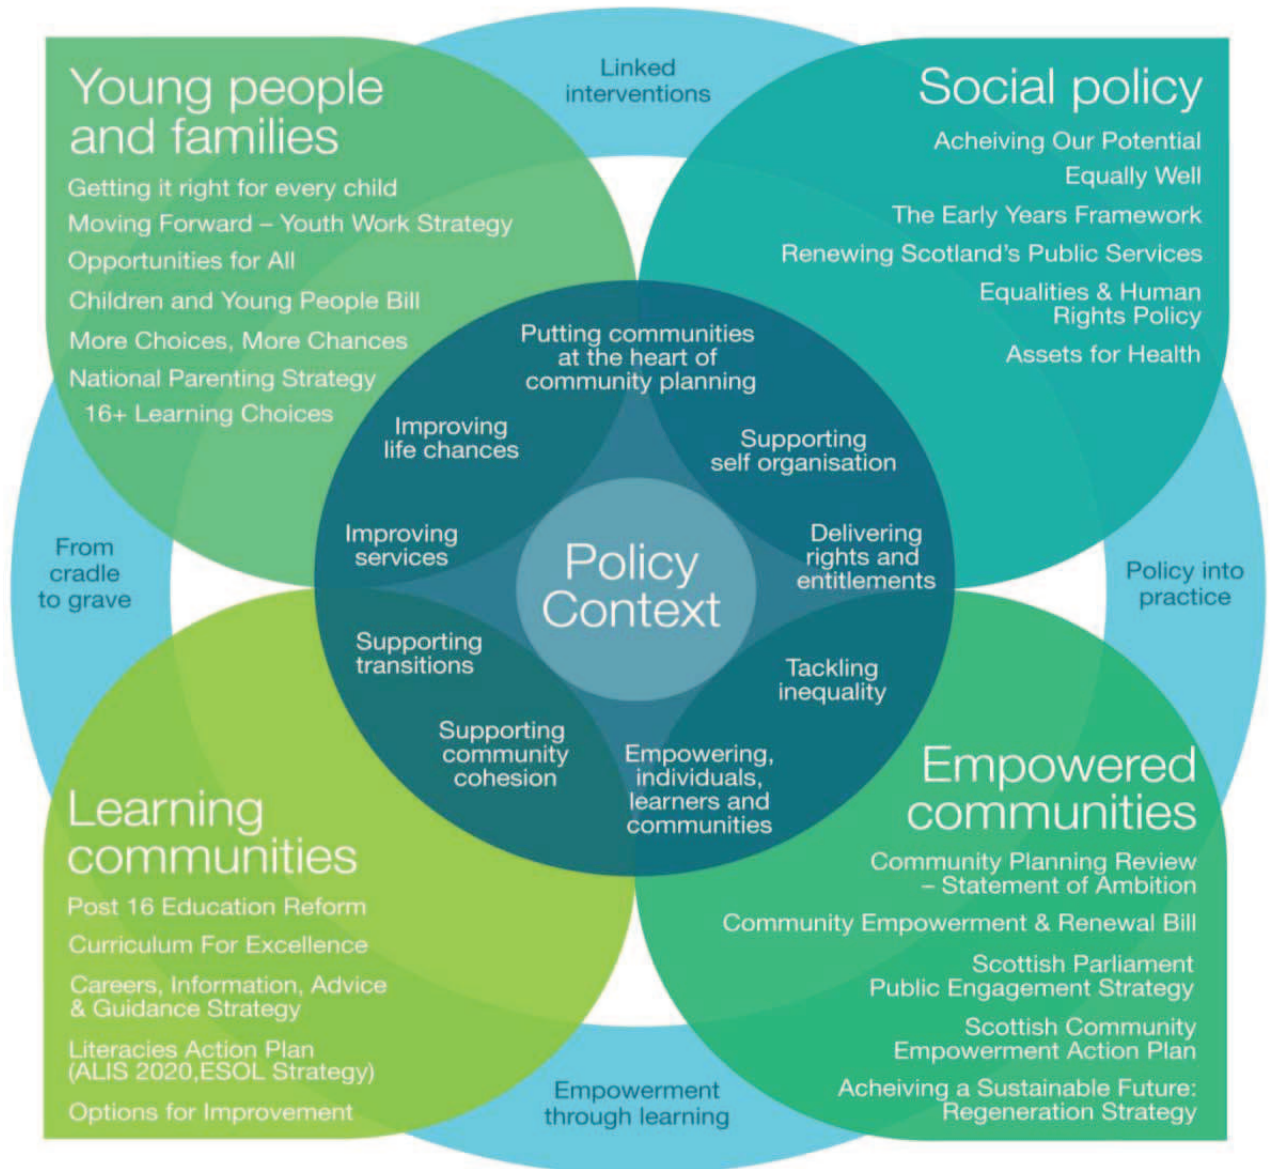 Linked
interventions
Young people
and families
Getting it right for every child
Moving Forward – Youth Work Strategy
Opportunities for All
Children and Young People Bill
More Choices, More Chances
National Parenting Strategy
16+ Learning Choices
Social policy
Acheiving Our Potential
Equally Well
The Early Years Framework
Renewing Scotland's Public Services
Equalities & Human
Rights Policy
Assets for Health
Putting communities
at the heart of
community planning
Improving
life chances
Supporting
self organisation
Improving
services
Delivering
rights and
entitlements
Policy
Context
Supporting
transitions
Tackling
inequality
Supporting
community
cohesion
Empowering,
individuals,
learners and
communities
From
cradle
to grave
Policy into
practice
Learning
communities
Post 16 Education Reform
Curriculum For Excellence
Careers, Information, Advice
& Guidance Strategy
Literacies Action Plan
(ALIS 2020,ESOL Strategy)
Options for Improvement
Empowered
communities
Community Planning Review
– Statement of Ambition
Community Empowerment & Renewal Bill
Scottish Parliament
Public Engagement Strategy
Scottish Community
Empowerment Action Plan
Acheiving a Sustainable Future:
Regeneration Strategy
Empowerment
through learning